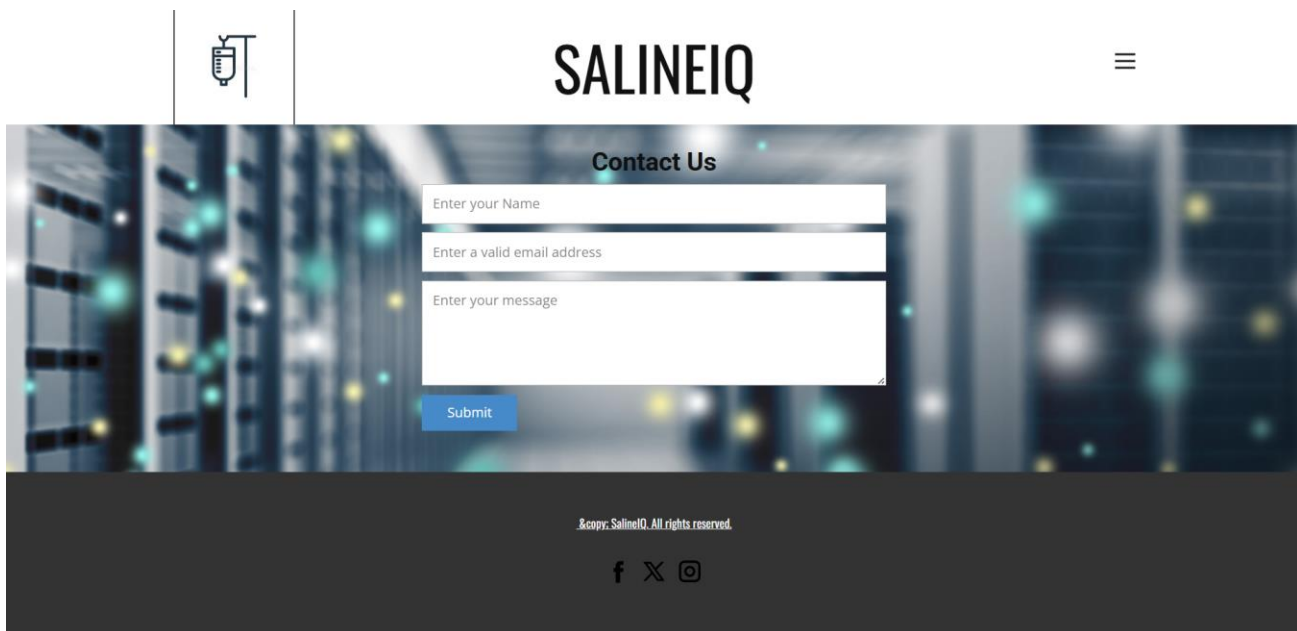 SALINEIQ
Contact Us
Enter your Name
Enter a valid email address
Enter your message
Submit
&copy; SalineIQ. All rights reserved.